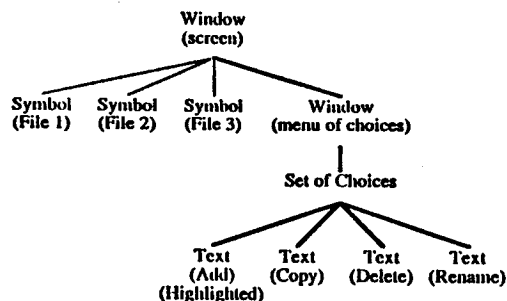 Window
(screen)
Symbol Symbol Symbol Window
(File 1) (File 2) (File 3) (menu of choices)
Set of Choices
Text Text Text Text
(Add) (Copy) (Delete) (Rename)
(Highlighted)